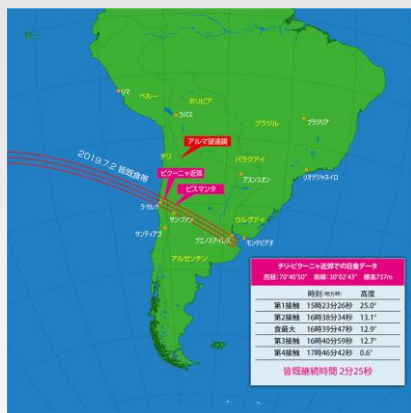 リマ
ペルー
ボリビア
ラパス
ブラジル
ブラジリア
アルマ望遠鏡
チリ
2019.7.2 皆既食帯
パラグアイ
ビクーニャ近郊
アスンスオン
リオデジャネイロ
ビスマンタ
ラ・セレナ
サン・ファン
ウルグアイ
サンティアゴ
ブエノスアイレス
モンテビデオ
アルゼンチン
チリ・ビクーニャ近郊での日食データ
西経:70°40'50" 南緯:30°02'43" 標高737m
時刻(地方時) 高度
第1接触 15時23分26秒 25.0°
第2接触 16時38分34秒 13.1°
食最大 16時39分47秒 12.9°
第3接触 16時40分59秒 12.7°
第4接触 17時46分42秒 0.6°
皆既継続時間 2分25秒